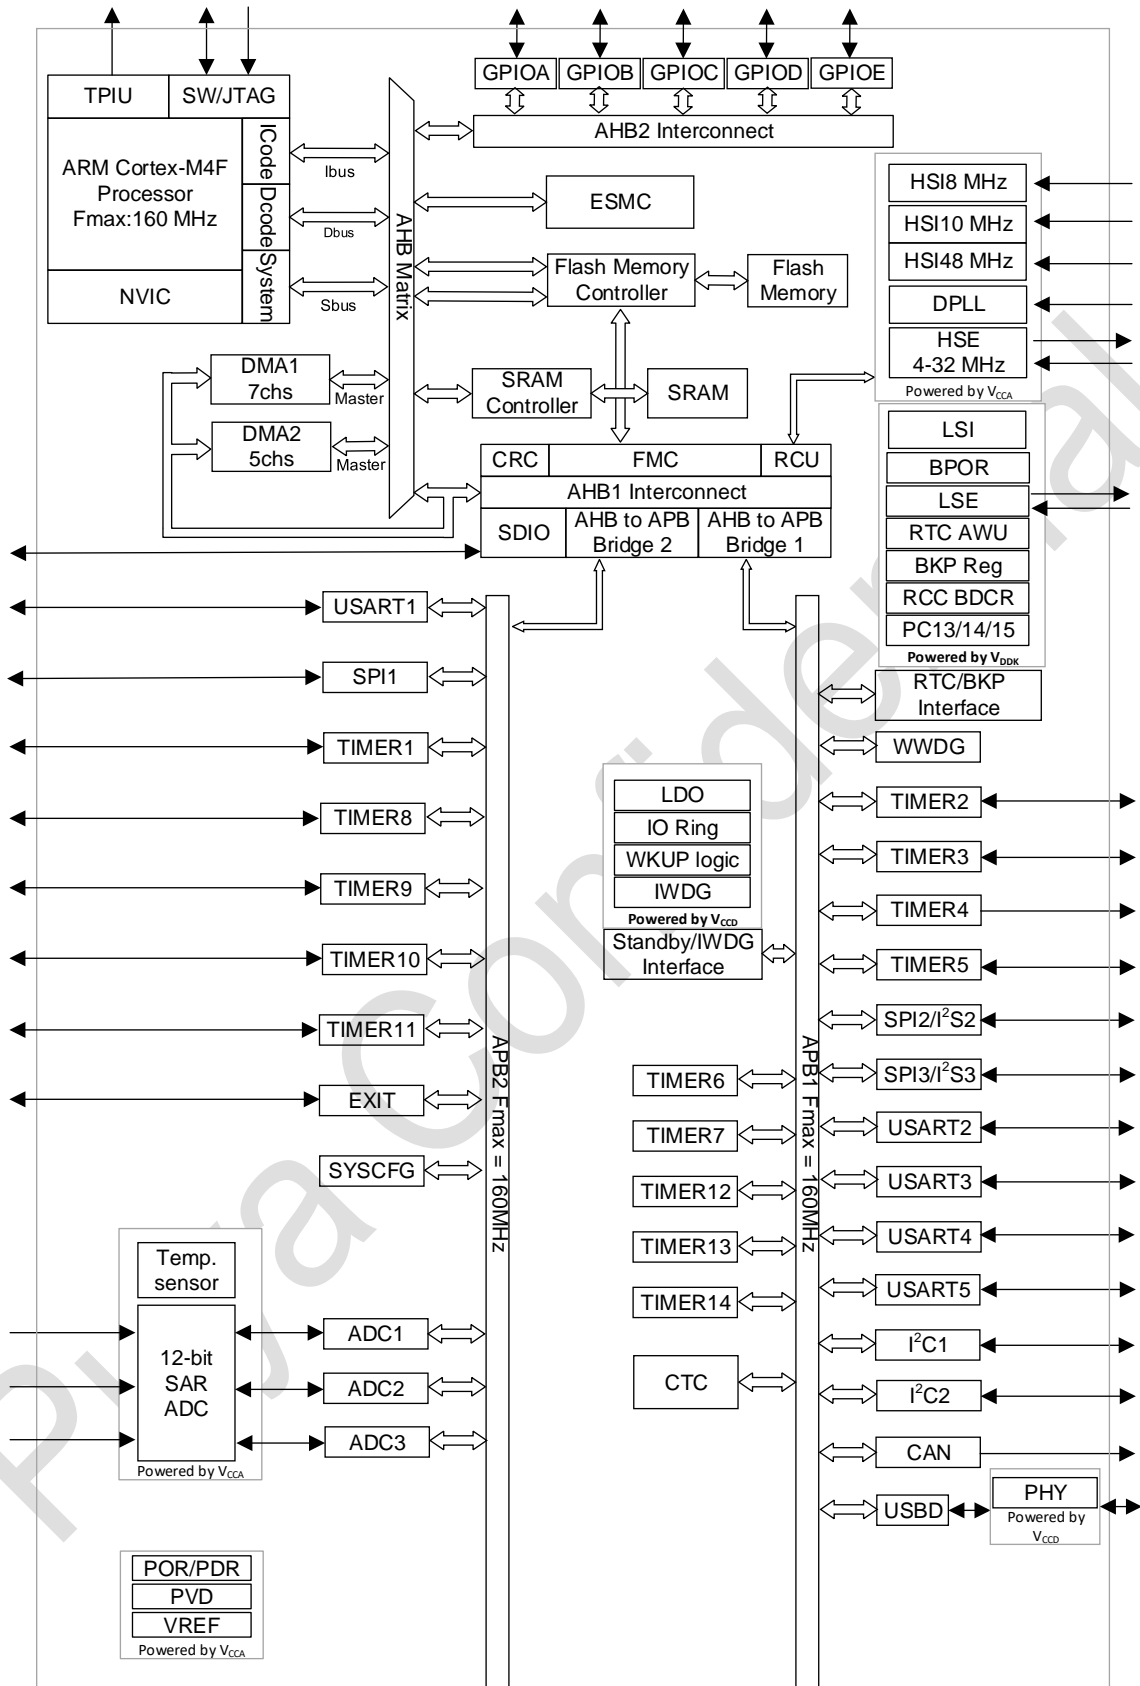 GPIOA GPIOB GPIOC GPIOD GPIOE
AHB2 Interconnect
TPIU SW/JTAG
ARM Cortex-M4F
Processor
Fmax:160 MHz
NVIC
ICode
Dcode
System
Ibus
Dbus
Sbus
AHB Matrix
ESMC
Flash Memory
Controller
Flash
Memory
HSI8 MHz
HSI10 MHz
HSI48 MHz
DPLL
HSE
4-32 MHz
Powered by VCCA
DMA1
7chs
Master
DMA2
5chs
Master
SRAM
Controller
SRAM
CRC FMC RCU
AHB1 Interconnect
SDIO
AHB to APB
Bridge 2
AHB to APB
Bridge 1
LSI
BPOR
LSE
RTC AWU
BKP Reg
RCC BDCR
PC13/14/15
Powered by VDDK
RTC/BKP
Interface
USART1
SPI1
TIMER1
TIMER8
TIMER9
TIMER10
TIMER11
EXIT
SYSCFG
APB2 Fmax = 160MHz
LDO
IO Ring
WKUP logic
IWDG
Powered by VCCD
Standby/IWDG
Interface
TIMER6
TIMER7
TIMER12
TIMER13
TIMER14
CTC
APB1 Fmax = 160MHz
WWDG
TIMER2
TIMER3
TIMER4
TIMER5
SPI2/I²S2
SPI3/I²S3
USART2
USART3
USART4
USART5
I²C1
I²C2
CAN
USBD
PHY
Powered by
VCCD
Temp.
sensor
12-bit
SAR
ADC
Powered by VCCA
ADC1
ADC2
ADC3
POR/PDR
PVD
VREF
Powered by VCCA
Puya Confidential